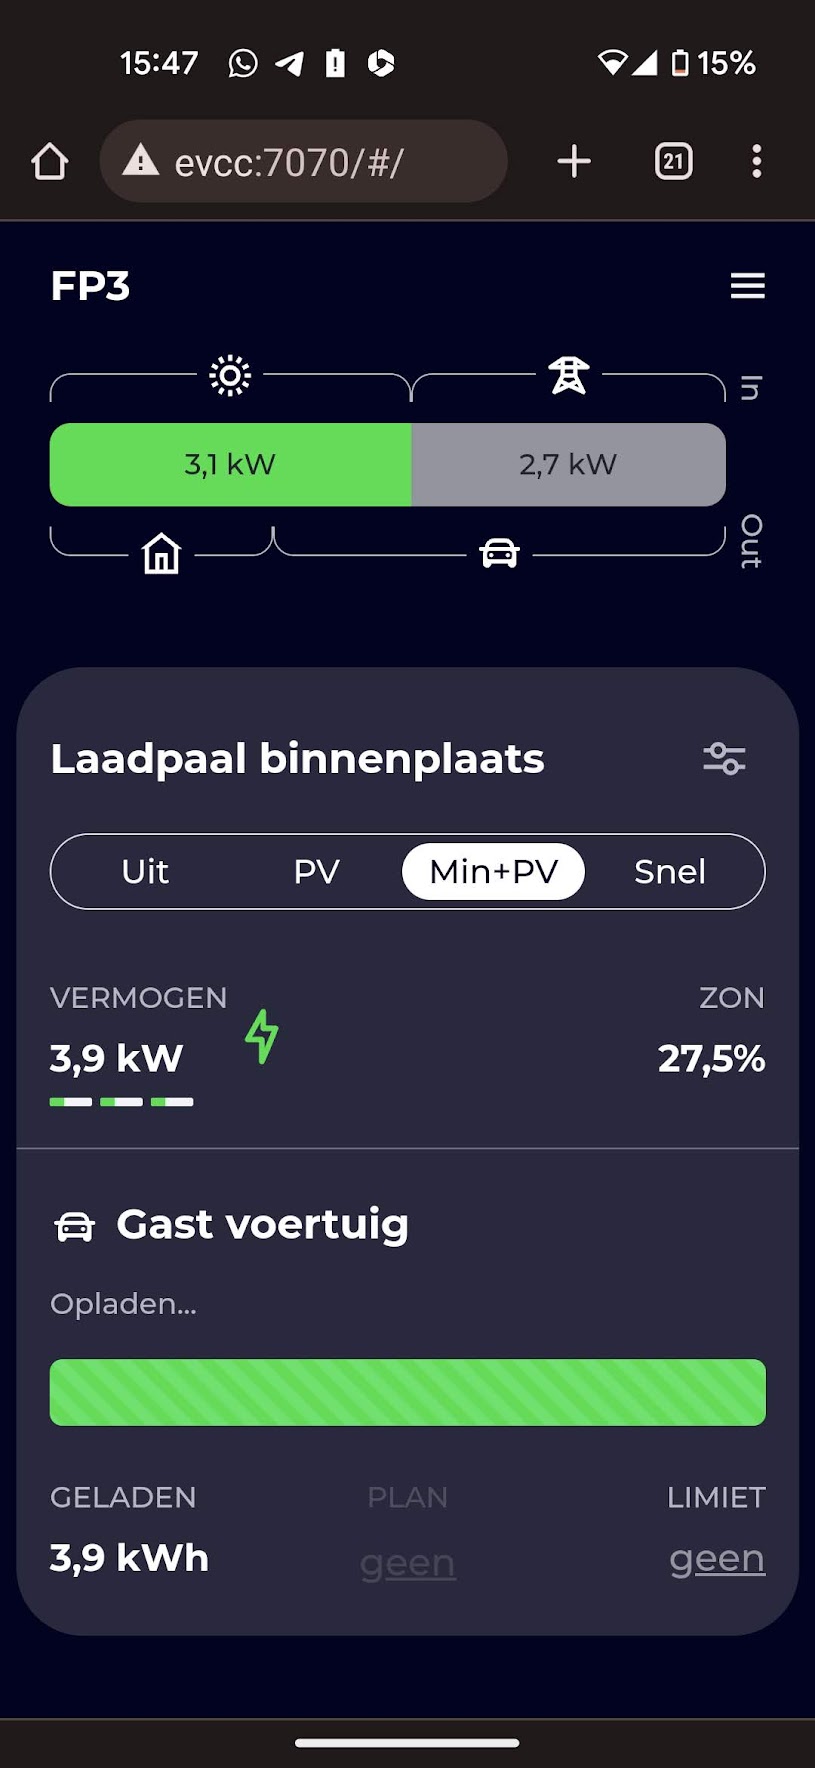 15:47 15%
evcc:7070/#/ 21
FP3
In
3,1 kW 2,7 kW
Out
Laadpaal binnenplaats
Uit PV Min+PV Snel
VERMOGEN ZON
3,9 kW 27,5%
Gast voertuig
Opladen...
GELADEN PLAN LIMIET
3,9 kWh geen geen